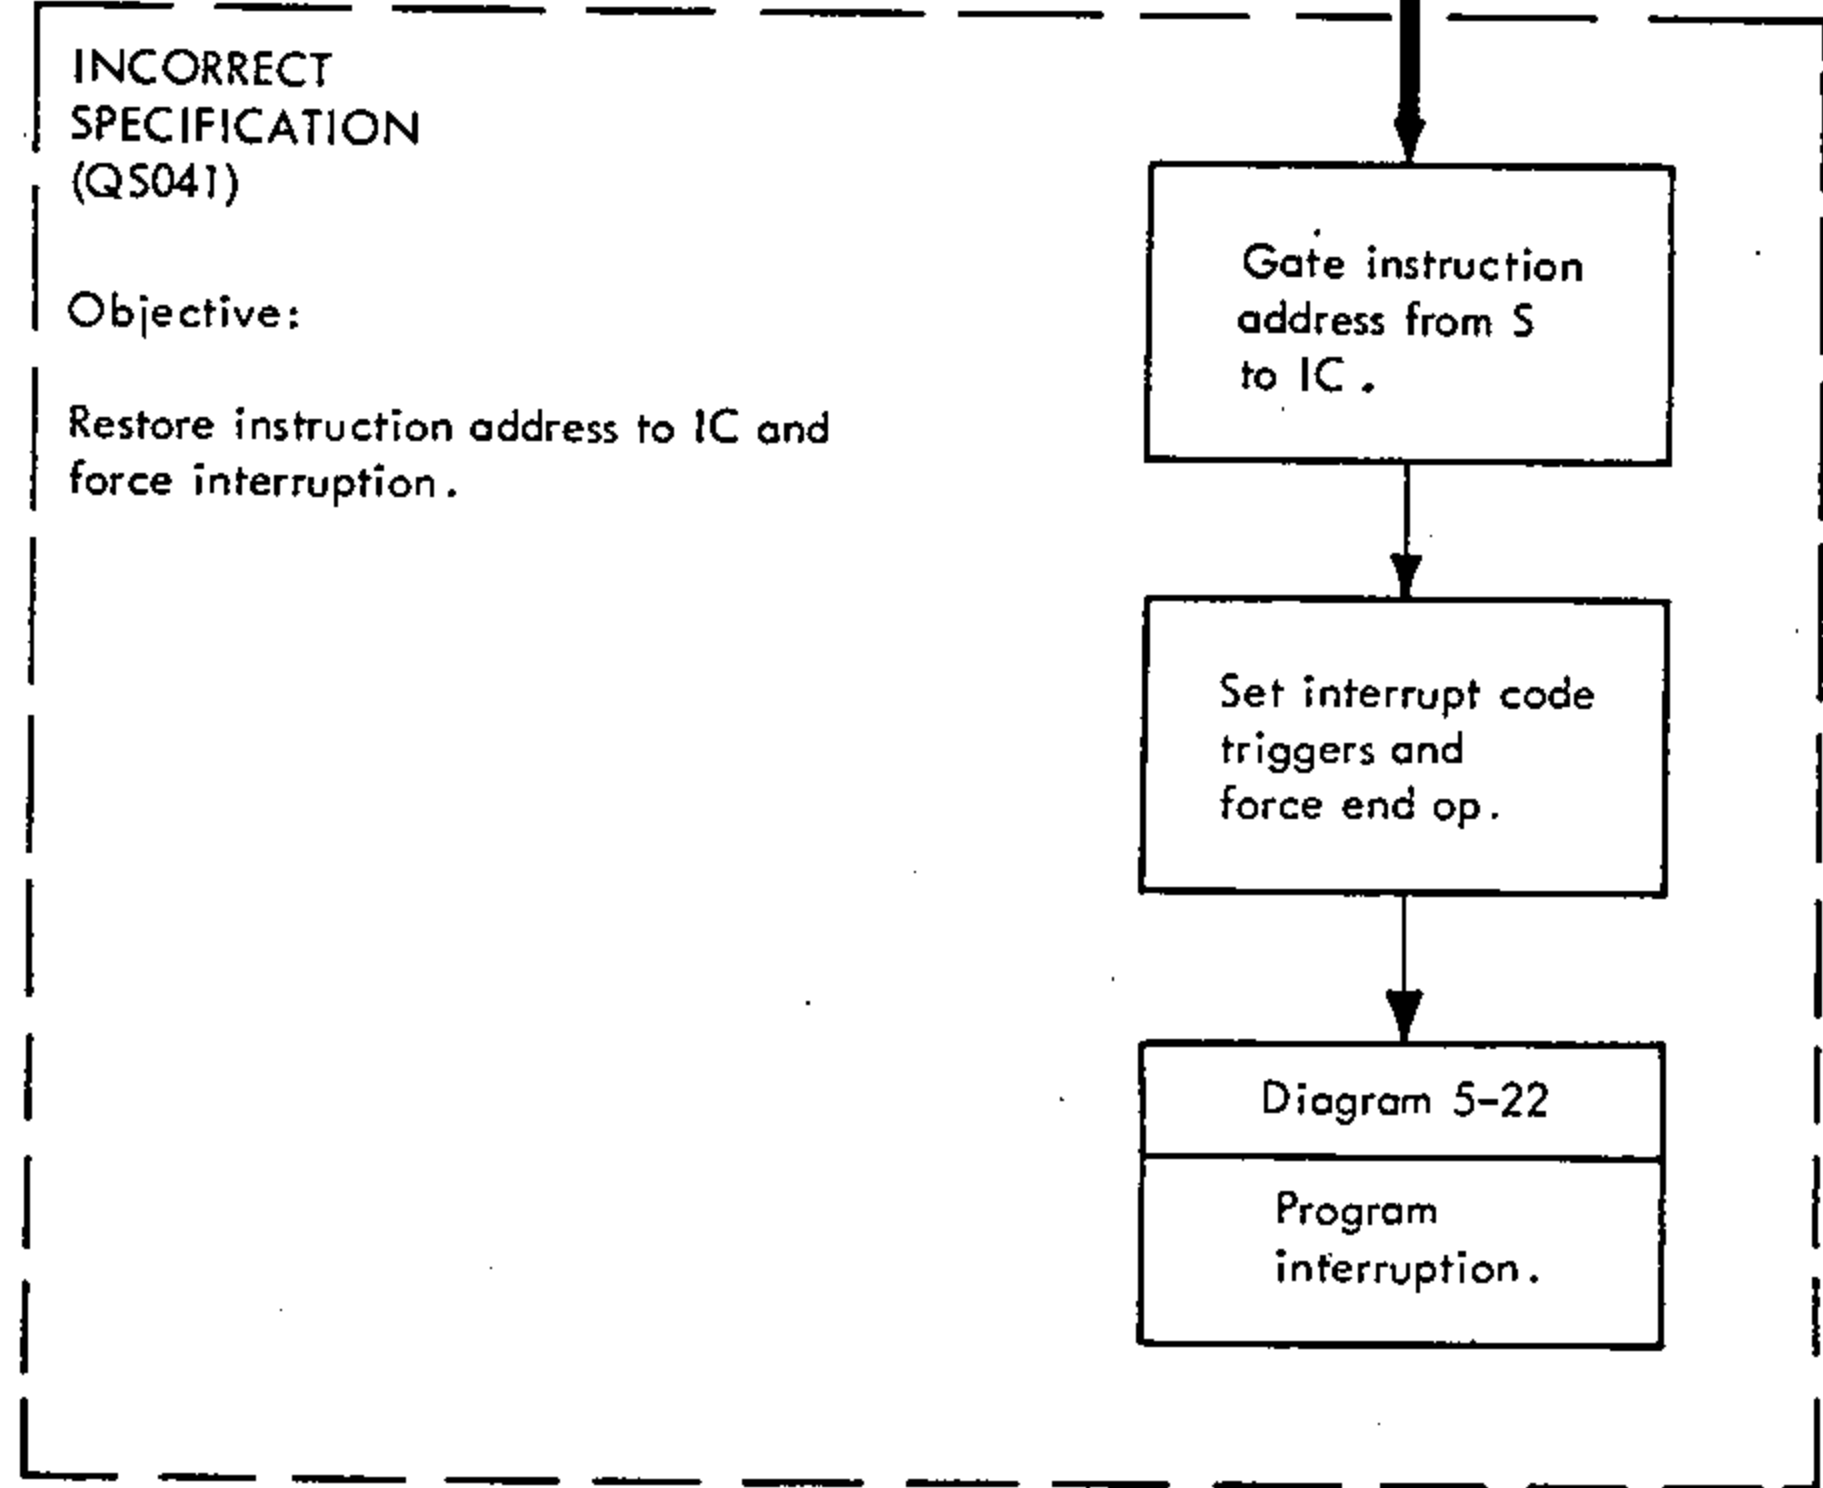 INCORRECT
SPECIFICATION
(QS041)
Objective:
Restore instruction address to IC and
force interruption.
Gate instruction
address from S
to IC.
Set interrupt code
triggers and
force end op.
Diagram 5-22
Program
interruption.